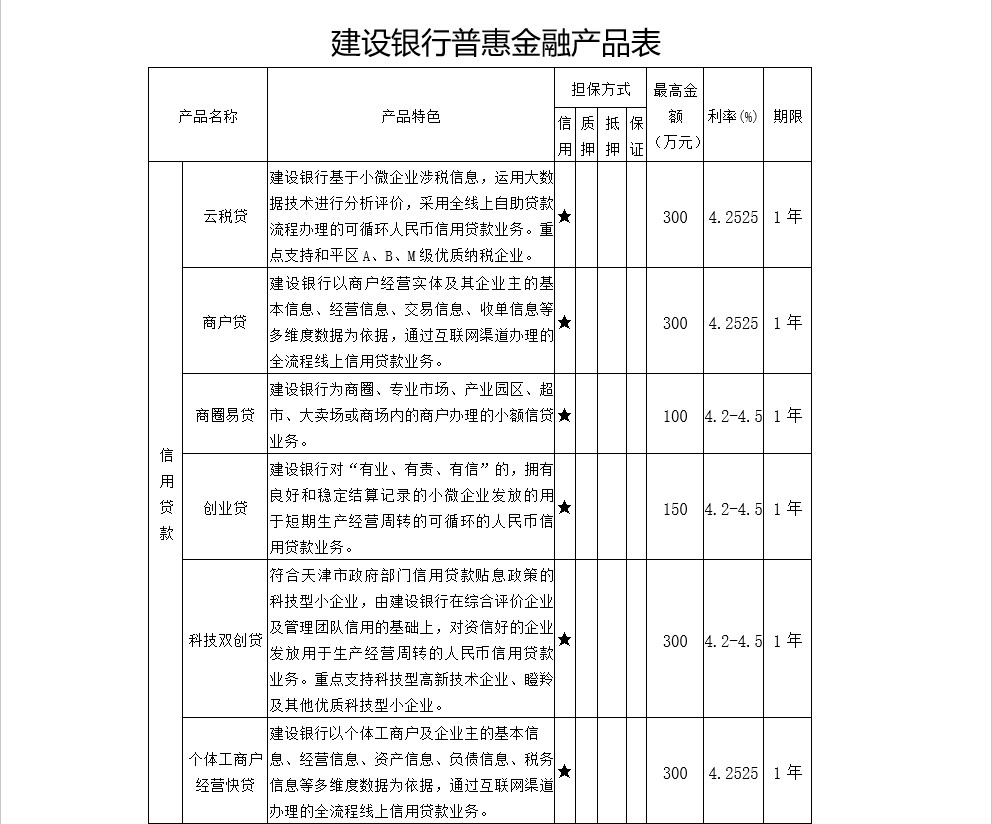 建设银行普惠金融产品表
产品名称 产品特色 担保方式 最高金额（万元） 利率(%) 期限
信用 质押 抵押 保证
信用贷款
云税贷
建设银行基于小微企业涉税信息，运用大数
据技术进行分析评价，采用全线上自助贷款
流程办理的可循环人民币信用贷款业务。重
点支持和平区 A、B、M 级优质纳税企业。
★ 300 4.2525 1 年
商户贷
建设银行以商户经营实体及其企业主的基
本信息、经营信息、交易信息、收单信息等
多维度数据为依据，通过互联网渠道办理的
全流程线上信用贷款业务。
★ 300 4.2525 1 年
商圈易贷
建设银行为商圈、专业市场、产业园区、超
市、大卖场或商场内的商户办理的小额信贷
业务。
★ 100 4.2-4.5 1 年
创业贷
建设银行对“有业、有责、有信”的，拥有
良好和稳定结算记录的小微企业发放的用
于短期生产经营周转的可循环的人民币信
用贷款业务。
★ 150 4.2-4.5 1 年
科技双创贷
符合天津市政府部门信用贷款贴息政策的
科技型小企业，由建设银行在综合评价企业
及管理团队信用的基础上，对资信好的企业
发放用于生产经营周转的人民币信用贷款
业务。重点支持科技型高新技术企业、瞪羚
及其他优质科技型小企业。
★ 300 4.2-4.5 1 年
个体工商户
经营快贷
建设银行以个体工商户及企业主的基本信
息、经营信息、资产信息、负债信息、税务
信息等多维度数据为依据，通过互联网渠道
办理的全流程线上信用贷款业务。
★ 300 4.2525 1 年